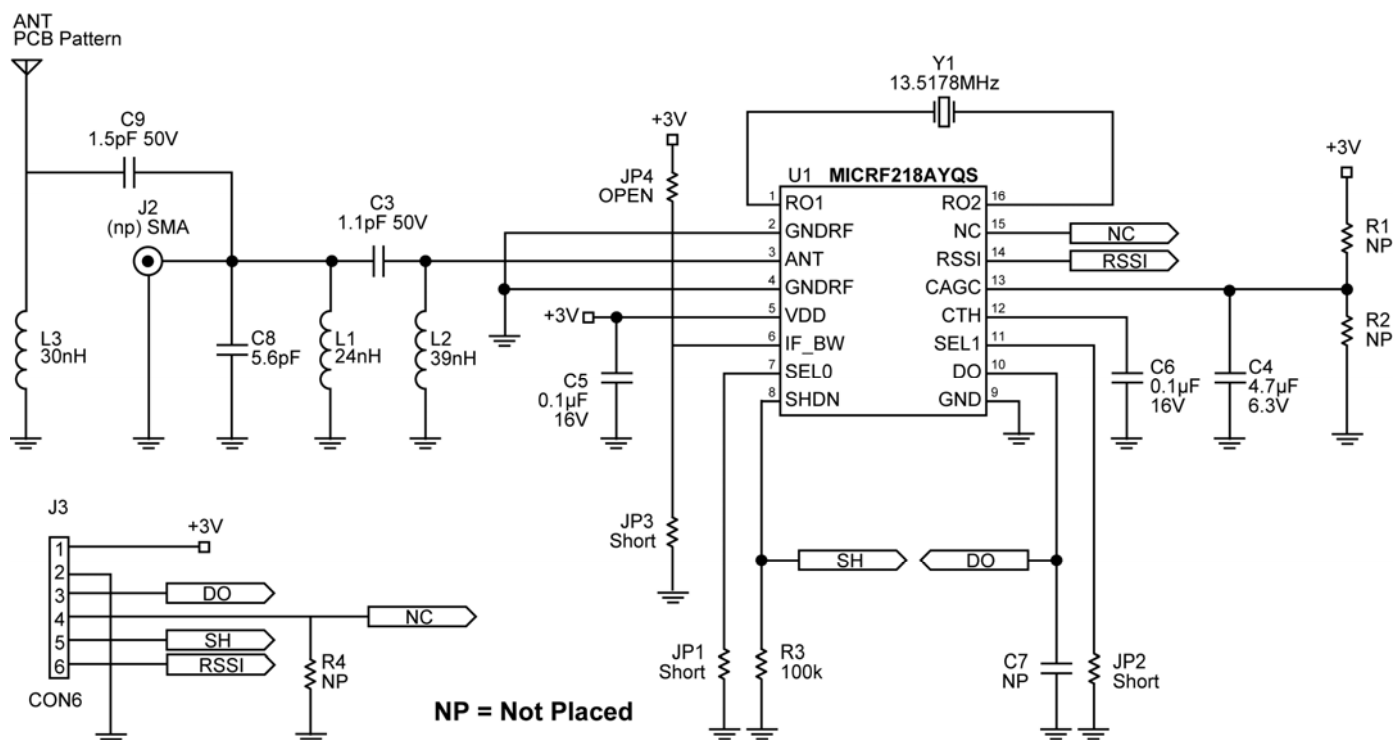 ANT
PCB Pattern
C9
1.5pF 50V
J2
(np) SMA
C3
1.1pF 50V
L3
30nH
C8
5.6pF
L1
24nH
L2
39nH
+3V
JP4
OPEN
+3V
C5
0.1µF
16V
JP3
Short
Y1
13.5178MHz
U1 MICRF218AYQS
1 RO1
2 GNDRF
3 ANT
4 GNDRF
5 VDD
6 IF_BW
7 SEL0
8 SHDN
RO2 16
NC 15
RSSI 14
CAGC 13
CTH 12
SEL1 11
DO 10
GND 9
NC
RSSI
+3V
R1
NP
R2
NP
C6
0.1µF
16V
C4
4.7µF
6.3V
SH
DO
JP1
Short
R3
100k
C7
NP
JP2
Short
J3
+3V
1
2
3
4
5
6
DO
NC
SH
RSSI
R4
NP
CON6
NP = Not Placed